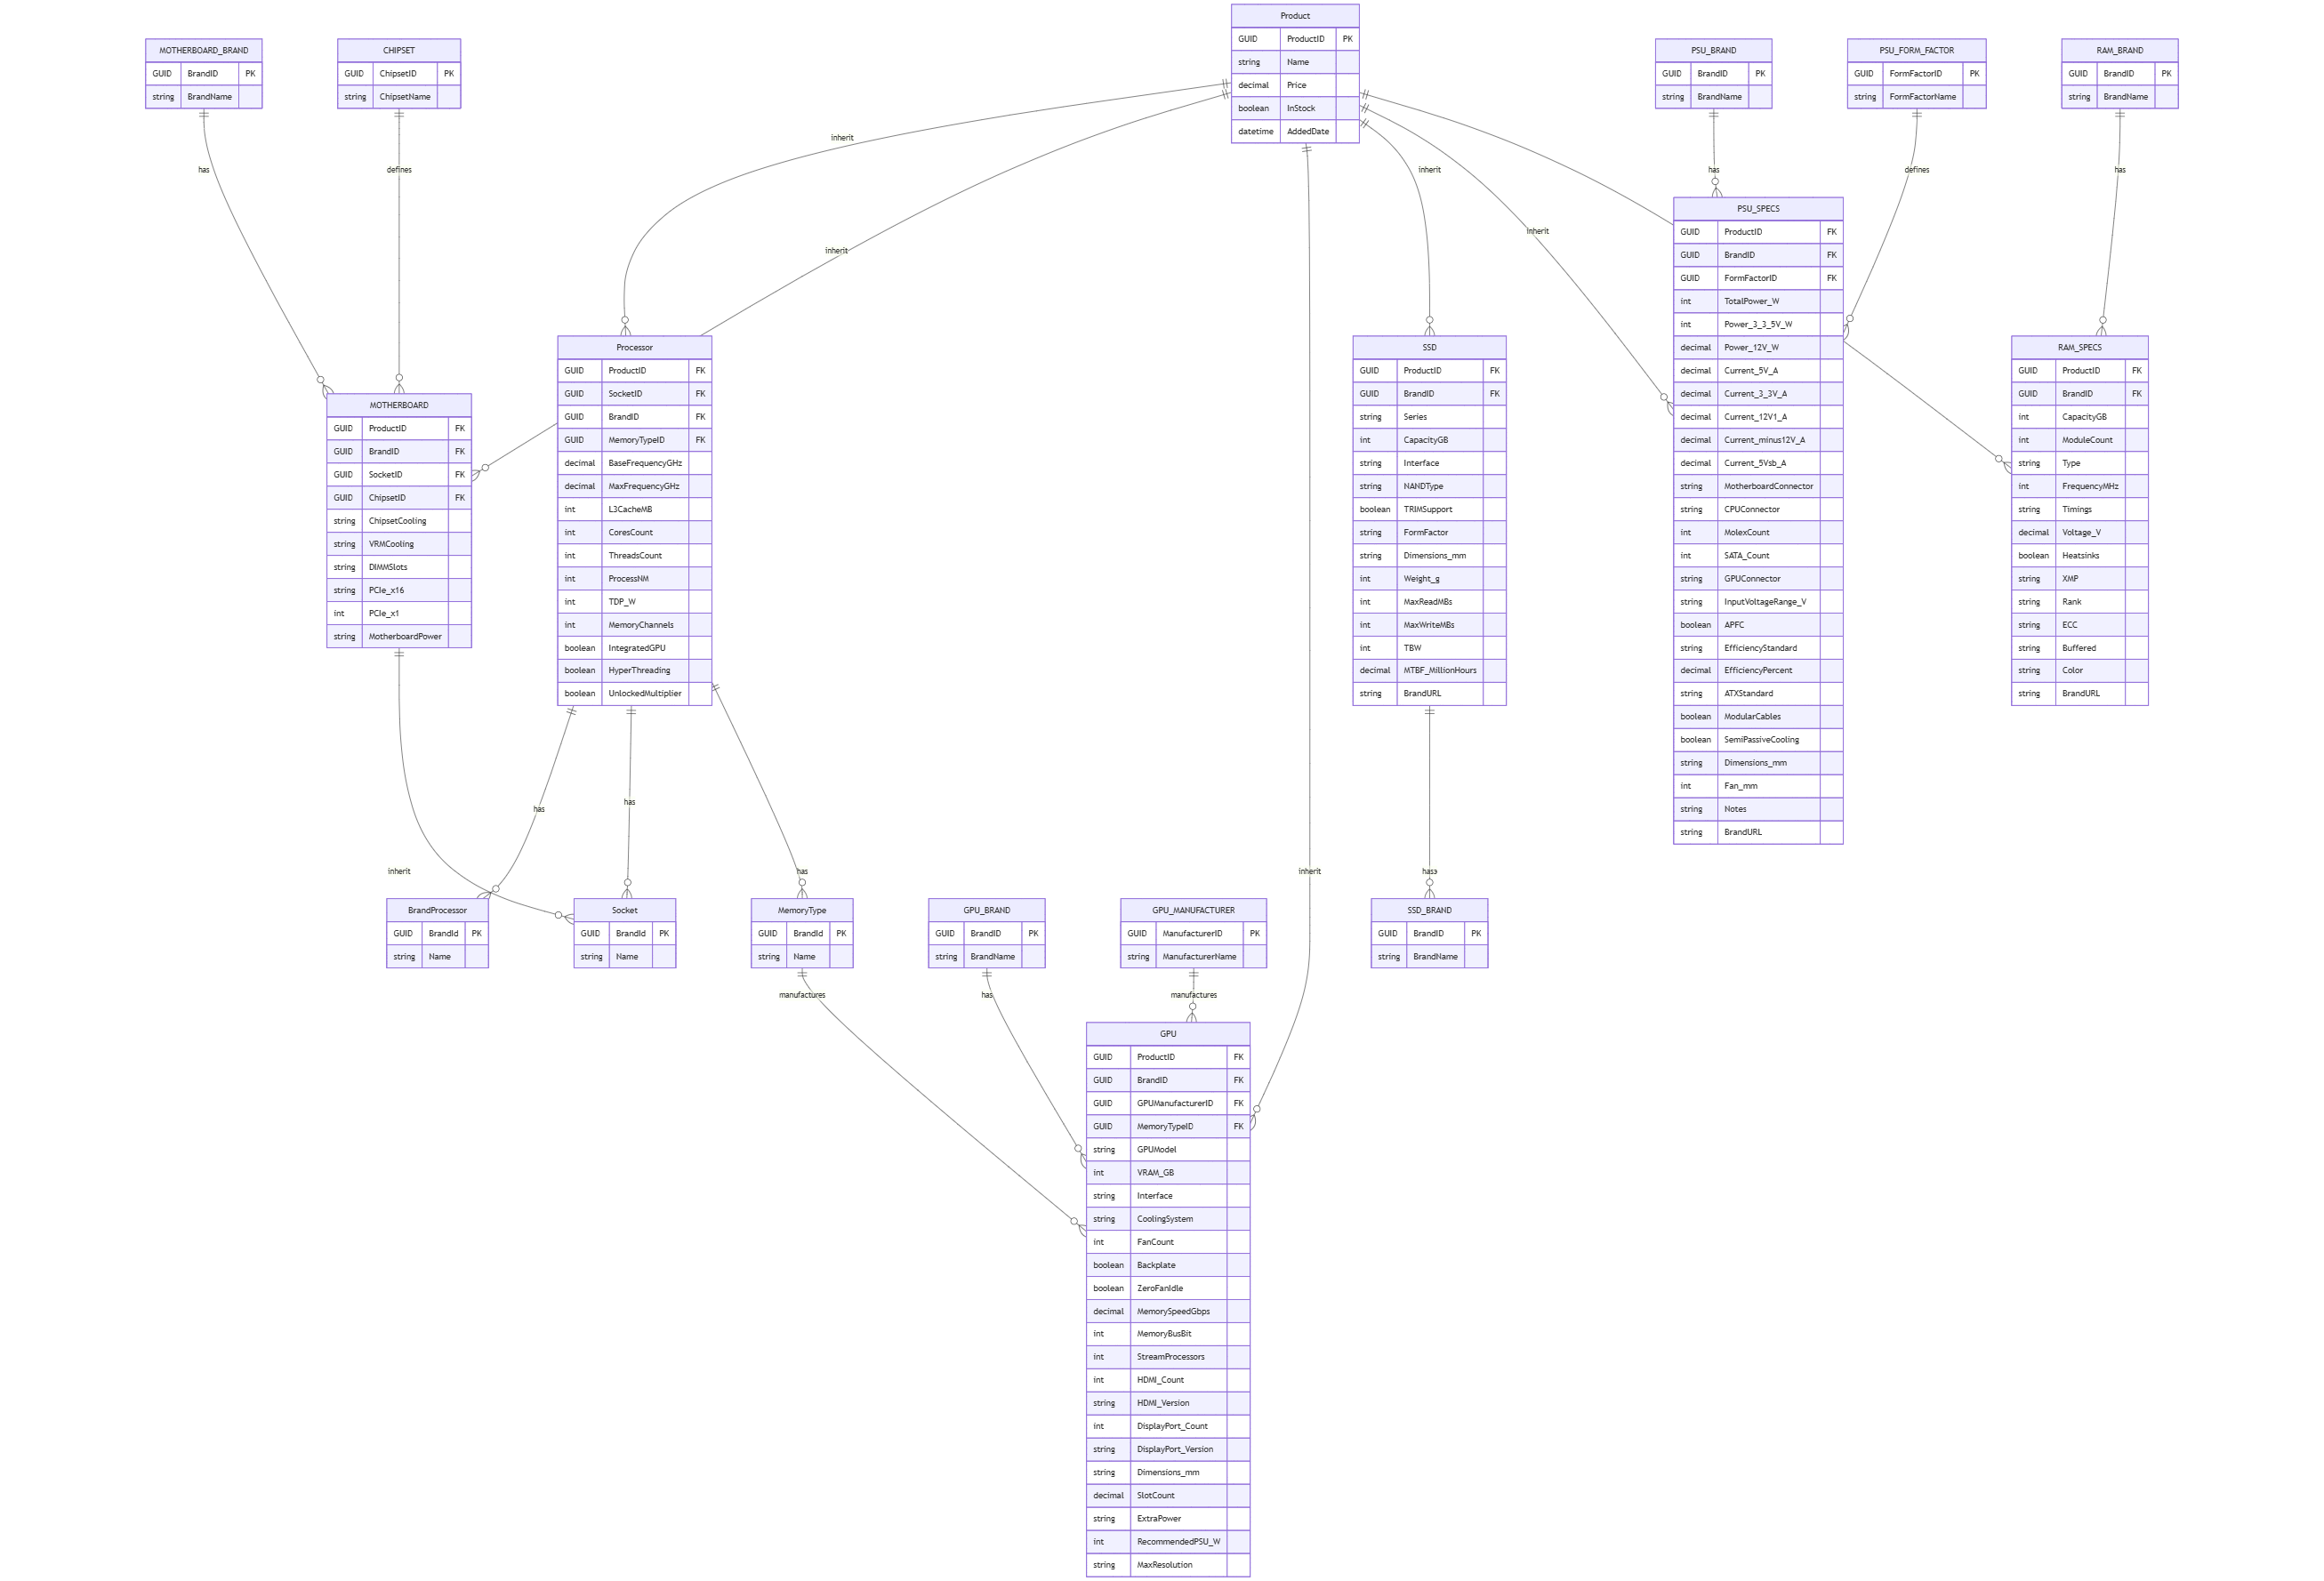 Product
GUID ProductID PK
string Name
decimal Price
boolean InStock
datetime AddedDate
MOTHERBOARD_BRAND
GUID BrandID PK
string BrandName
CHIPSET
GUID ChipsetID PK
string ChipsetName
PSU_BRAND
GUID BrandID PK
string BrandName
PSU_FORM_FACTOR
GUID FormFactorID PK
string FormFactorName
RAM_BRAND
GUID BrandID PK
string BrandName
inherit
has
defines
inherit
has
defines
has
inherit
inherit
PSU_SPECS
GUID ProductID FK
GUID BrandID FK
GUID FormFactorID FK
int TotalPower_W
int Power_3_3_5V_W
decimal Power_12V_W
decimal Current_5V_A
decimal Current_3_3V_A
decimal Current_12V1_A
decimal Current_minus12V_A
decimal Current_5Vsb_A
string MotherboardConnector
string CPUConnector
int MolexCount
int SATA_Count
string GPUConnector
string InputVoltageRange_V
boolean APFC
string EfficiencyStandard
decimal EfficiencyPercent
string ATXStandard
boolean ModularCables
boolean SemiPassiveCooling
string Dimensions_mm
int Fan_mm
string Notes
string BrandURL
MOTHERBOARD
GUID ProductID FK
GUID BrandID FK
GUID SocketID FK
GUID ChipsetID FK
string ChipsetCooling
string VRMCooling
string DIMMSlots
string PCIe_x16
int PCIe_x1
string MotherboardPower
Processor
GUID ProductID FK
GUID SocketID FK
GUID BrandID FK
GUID MemoryTypeID FK
decimal BaseFrequencyGHz
decimal MaxFrequencyGHz
int L3CacheMB
int CoresCount
int ThreadsCount
int ProcessNM
int TDP_W
int MemoryChannels
boolean IntegratedGPU
boolean HyperThreading
boolean UnlockedMultiplier
SSD
GUID ProductID FK
GUID BrandID FK
string Series
int CapacityGB
string Interface
string NANDType
boolean TRIMSupport
string FormFactor
string Dimensions_mm
int Weight_g
int MaxReadMBs
int MaxWriteMBs
int TBW
decimal MTBF_MillionHours
string BrandURL
RAM_SPECS
GUID ProductID FK
GUID BrandID FK
int CapacityGB
int ModuleCount
string Type
int FrequencyMHz
string Timings
decimal Voltage_V
boolean Heatsinks
string XMP
string Rank
string ECC
string Buffered
string Color
string BrandURL
has
has
inherit
has
inherit
BrandProcessor
GUID BrandId PK
string Name
Socket
GUID BrandId PK
string Name
MemoryType
GUID BrandId PK
string Name
GPU_BRAND
GUID BrandID PK
string BrandName
GPU_MANUFACTURER
GUID ManufacturerID PK
string ManufacturerName
SSD_BRAND
GUID BrandID PK
string BrandName
manufactures
has
manufactures
GPU
GUID ProductID FK
GUID BrandID FK
GUID GPUManufacturerID FK
GUID MemoryTypeID FK
string GPUModel
int VRAM_GB
string Interface
string CoolingSystem
int FanCount
boolean Backplate
boolean ZeroFanIdle
decimal MemorySpeedGbps
int MemoryBusBit
int StreamProcessors
int HDMI_Count
string HDMI_Version
int DisplayPort_Count
string DisplayPort_Version
string Dimensions_mm
decimal SlotCount
string ExtraPower
int RecommendedPSU_W
string MaxResolution